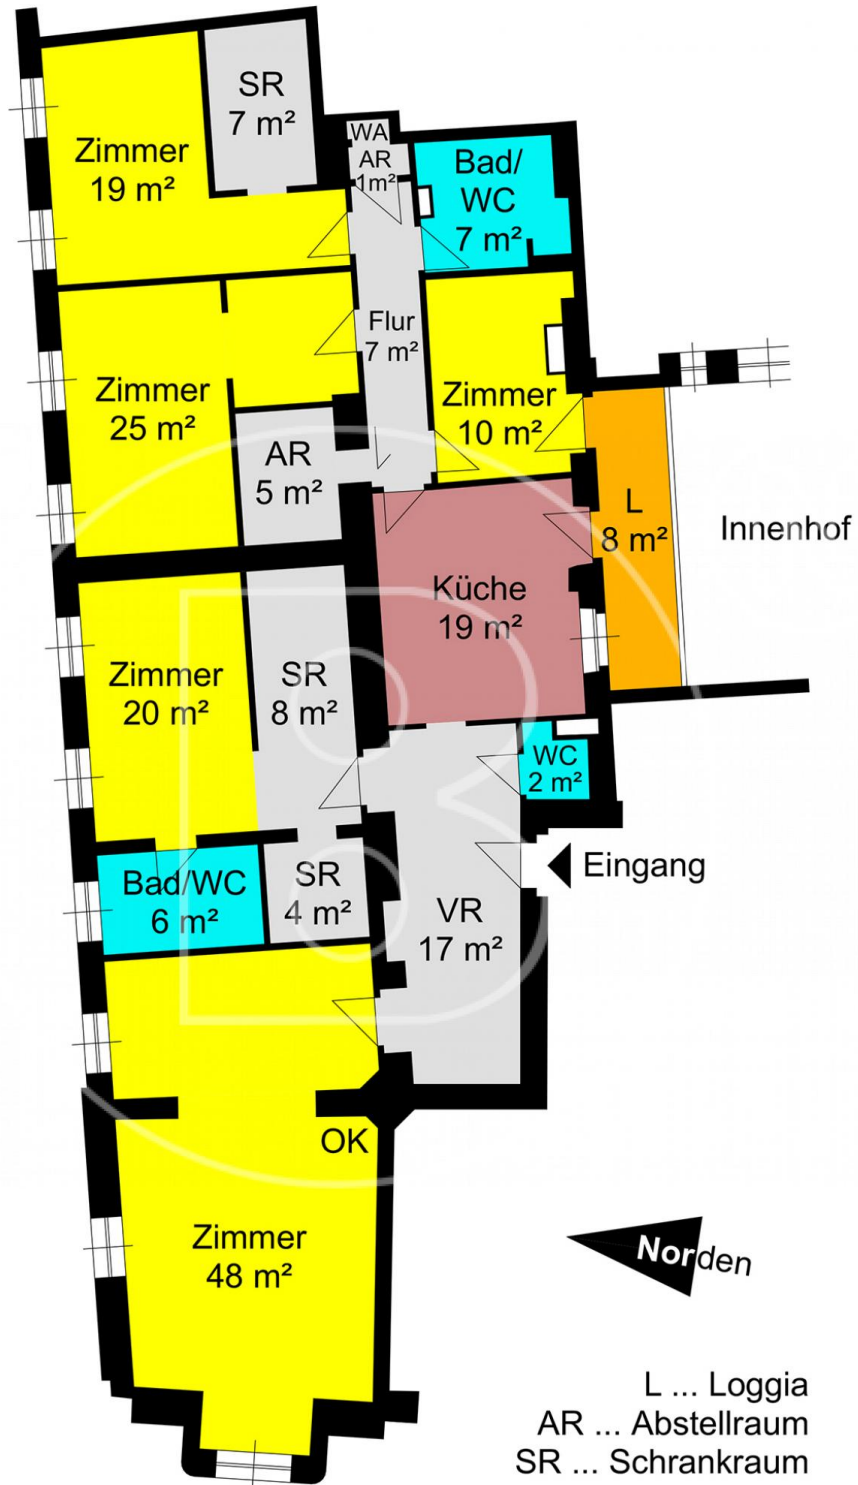 SR
7 m²
Zimmer
19 m²
WA
AR
1m²
Bad/
WC
7 m²
Flur
7 m²
Zimmer
25 m²
Zimmer
10 m²
AR
5 m²
L
8 m²
Innenhof
Küche
19 m²
Zimmer
20 m²
SR
8 m²
WC
2 m²
Eingang
Bad/WC
6 m²
SR
4 m²
VR
17 m²
OK
Zimmer
48 m²
Norden
L ... Loggia
AR ... Abstellraum
SR ... Schrankraum